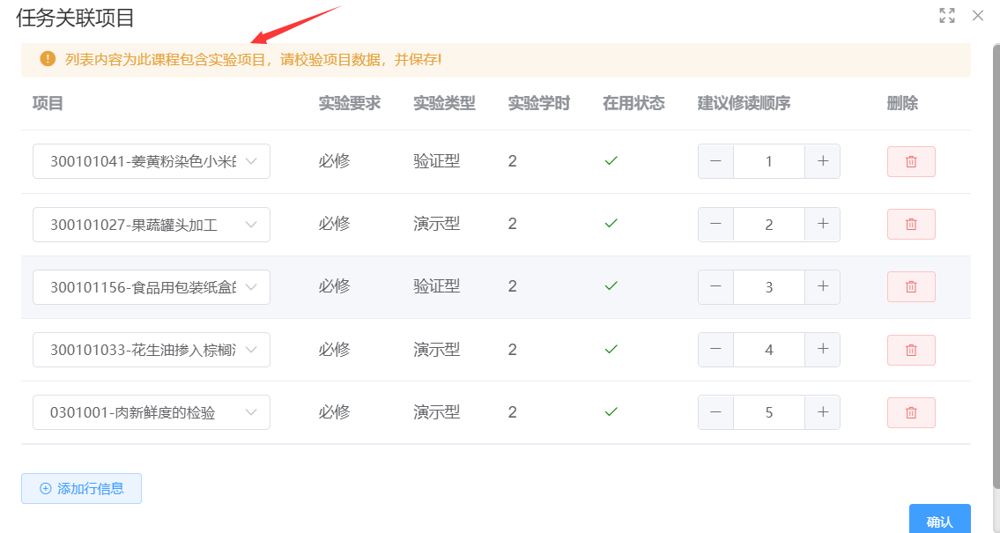 任务关联项目
列表内容为此课程包含实验项目，请校验项目数据，并保存!
项目 实验要求 实验类型 实验学时 在用状态 建议修读顺序 删除
300101041-姜黄粉染色小米 必修 验证型 2 1
300101027-果蔬罐头加工 必修 演示型 2 2
300101156-食品用包装纸盒 必修 验证型 2 3
300101033-花生油掺入棕榈 必修 演示型 2 4
0301001-肉新鲜度的检验 必修 演示型 2 5
添加行信息
确认